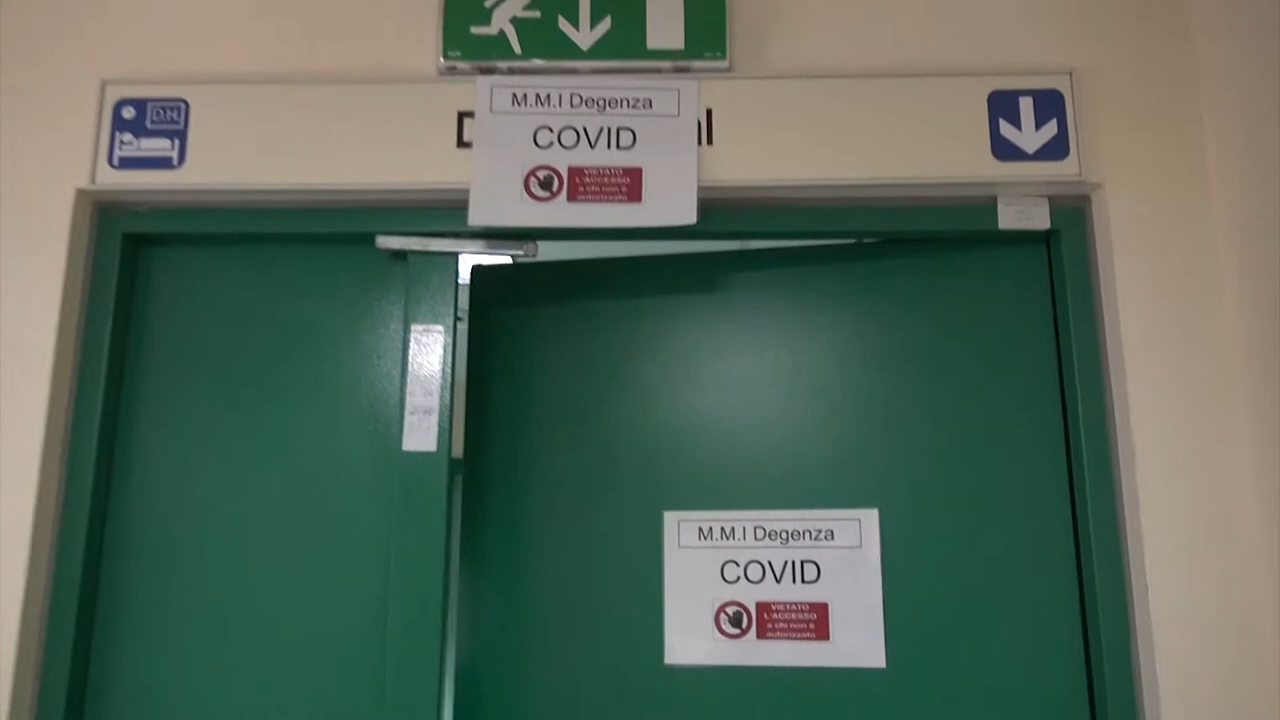 M.M.I Degenza
COVID
VIETATO
L'ACCESSO
a chi non è
autorizzato
D.H.
M.M.I Degenza
COVID
VIETATO
L'ACCESSO
a chi non è
autorizzato